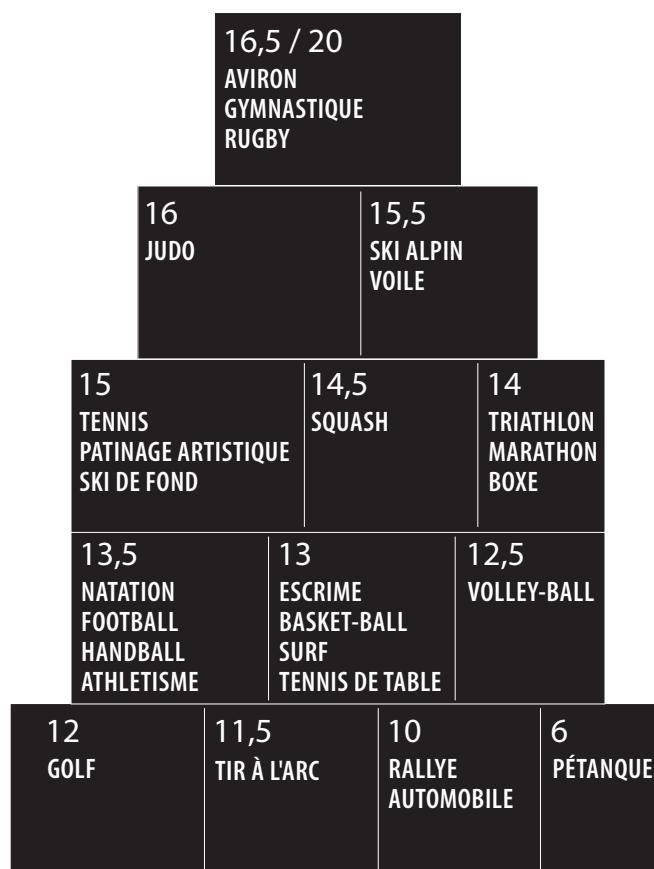 16,5 / 20
AVIRON
GYMNASTIQUE
RUGBY
16
JUDO
15,5
SKI ALPIN
VOILE
15
TENNIS
PATINAGE ARTISTIQUE
SKI DE FOND
14,5
SQUASH
14
TRIATHLON
MARATHON
BOXE
13,5
NATATION
FOOTBALL
HANDBALL
ATHLETISME
13
ESCRIME
BASKET-BALL
SURF
TENNIS DE TABLE
12,5
VOLLEY-BALL
12
GOLF
11,5
TIR À L'ARC
10
RALLYE
AUTOMOBILE
6
PÉTANQUE